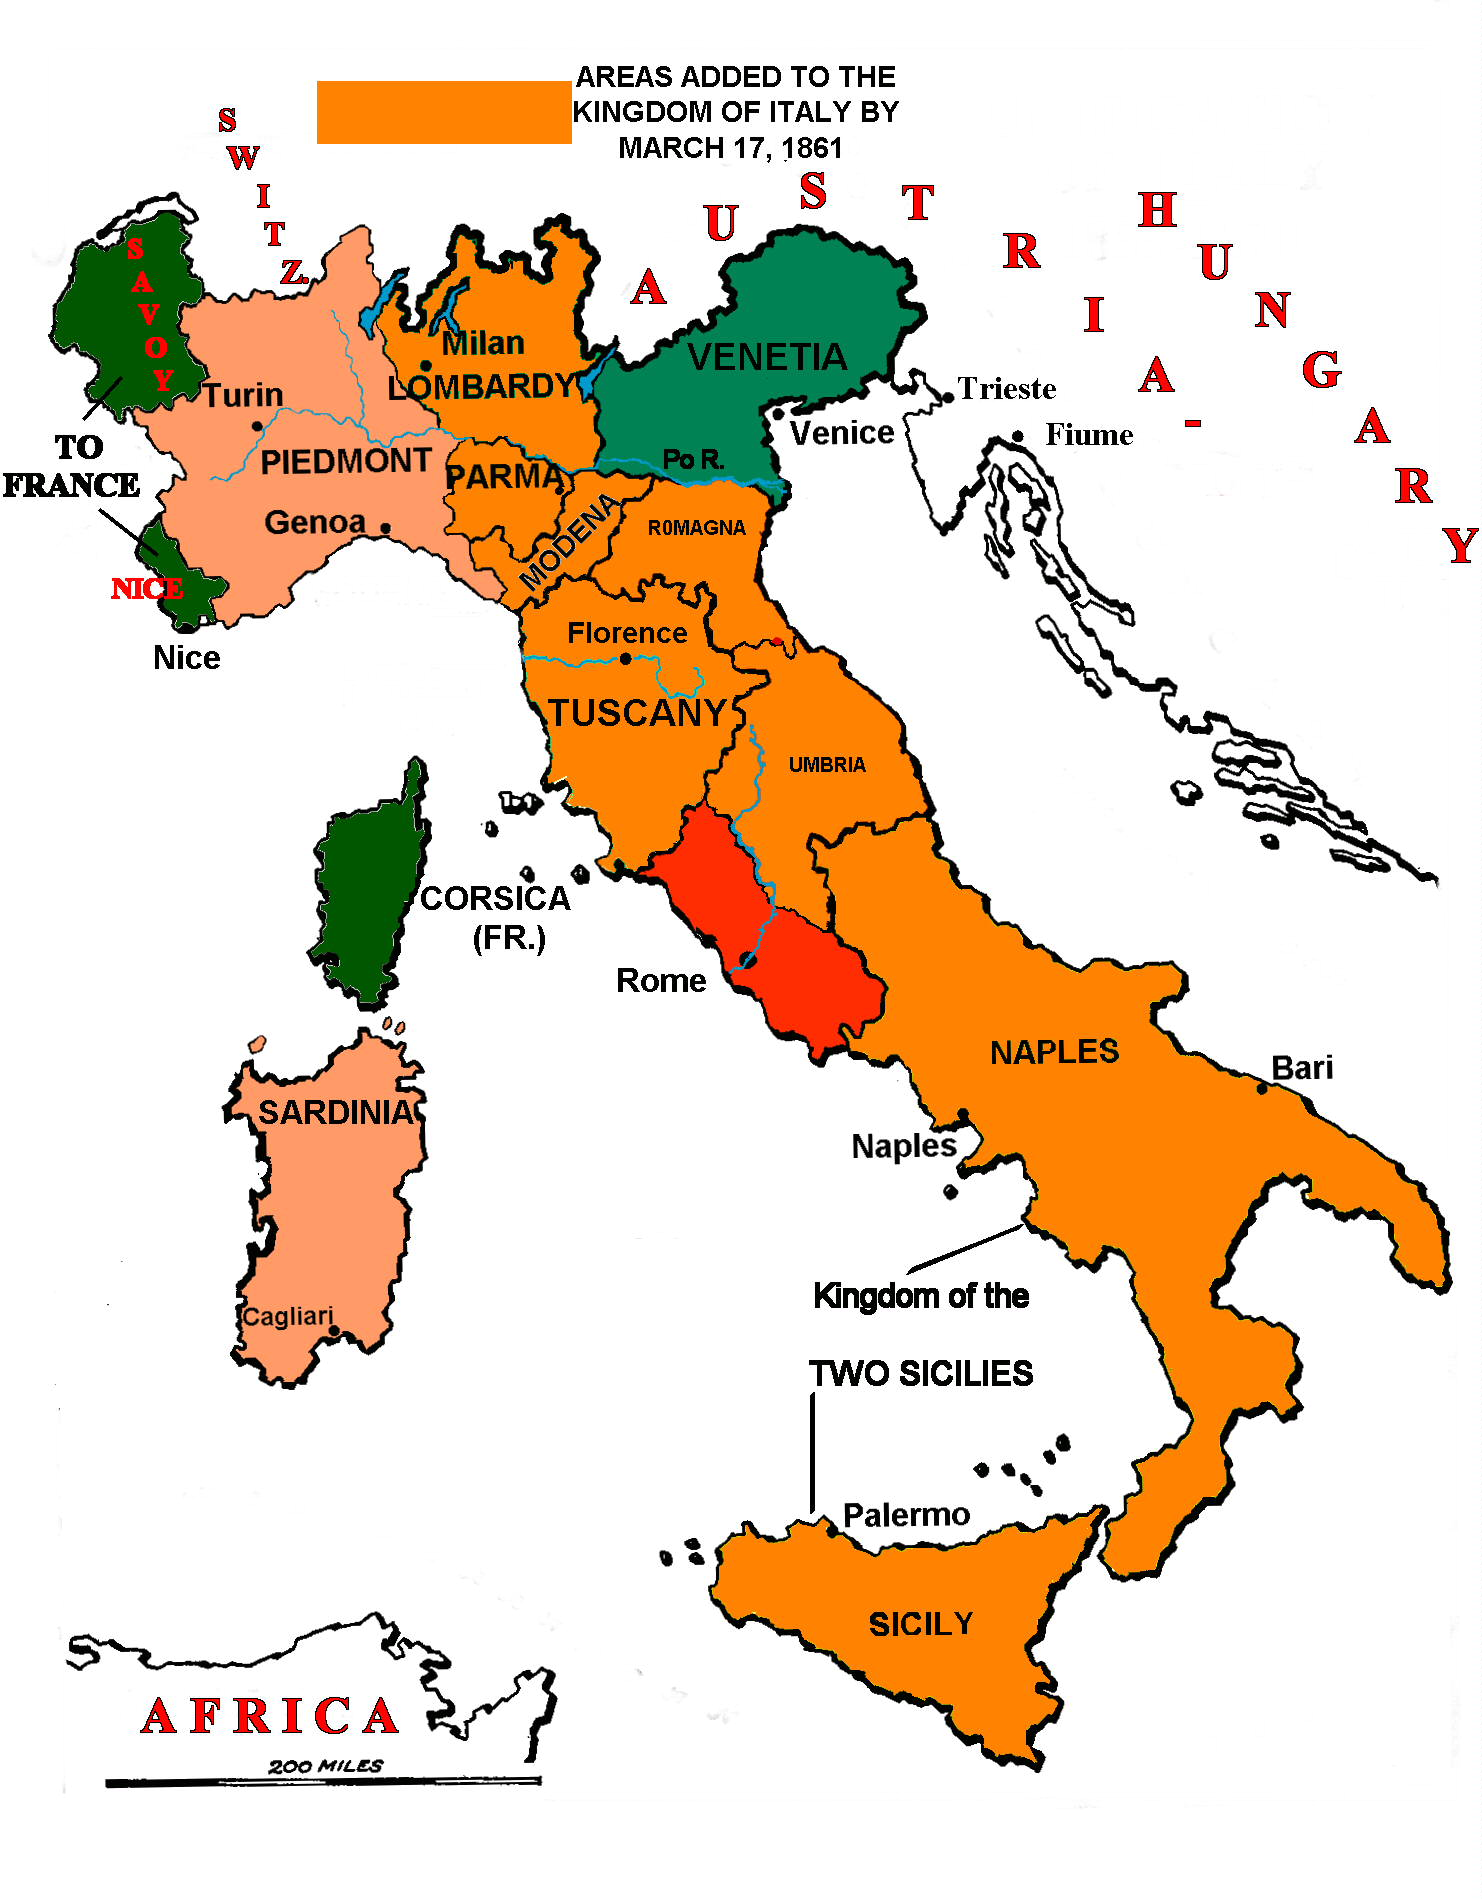 AREAS ADDED TO THE
KINGDOM OF ITALY BY
MARCH 17, 1861
SWITZ.
AUSTRIA-
HUNGARY
SAVOY
Milan
LOMBARDY
VENETIA
Turin
Trieste
Venice
Fiume
TO
FRANCE
PIEDMONT
PARMA
Po R.
Genoa
MODENA
ROMAGNA
NICE
Nice
Florence
TUSCANY
UMBRIA
CORSICA
(FR.)
Rome
NAPLES
Bari
SARDINIA
Naples
Kingdom of the
Cagliari
TWO SICILIES
Palermo
SICILY
AFRICA
200 MILES